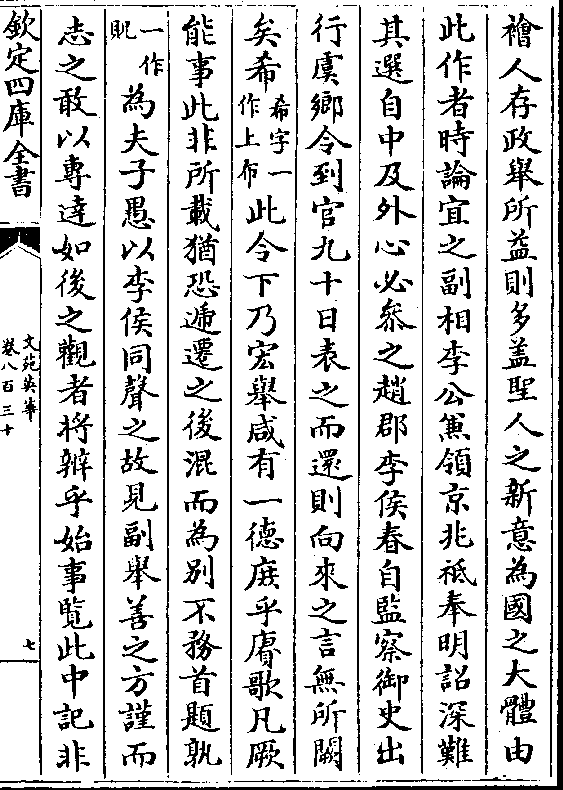 襘人存政舉所益則多蓋聖人之新意為國之大體由
此作者時論宜之副相李公兼領京兆祗奉明詔深難
其選自中及外心必叅之趙郡李侯春自監察御史出
行虞鄉令到官九十日表之而還則向來之言無所闕
矣希希字一作上布此令下乃宏舉咸有一德庶乎賡歌凡厥
能事此非所載猶恐遞遷之後混而為別不務首題孰
一作貺為夫子愚以李侯同聲之故見副舉善之方謹而
志之敢以專達如後之觀者將辨乎始事覧此中記非
欽定四庫全書
文苑英華
卷八百三十
七